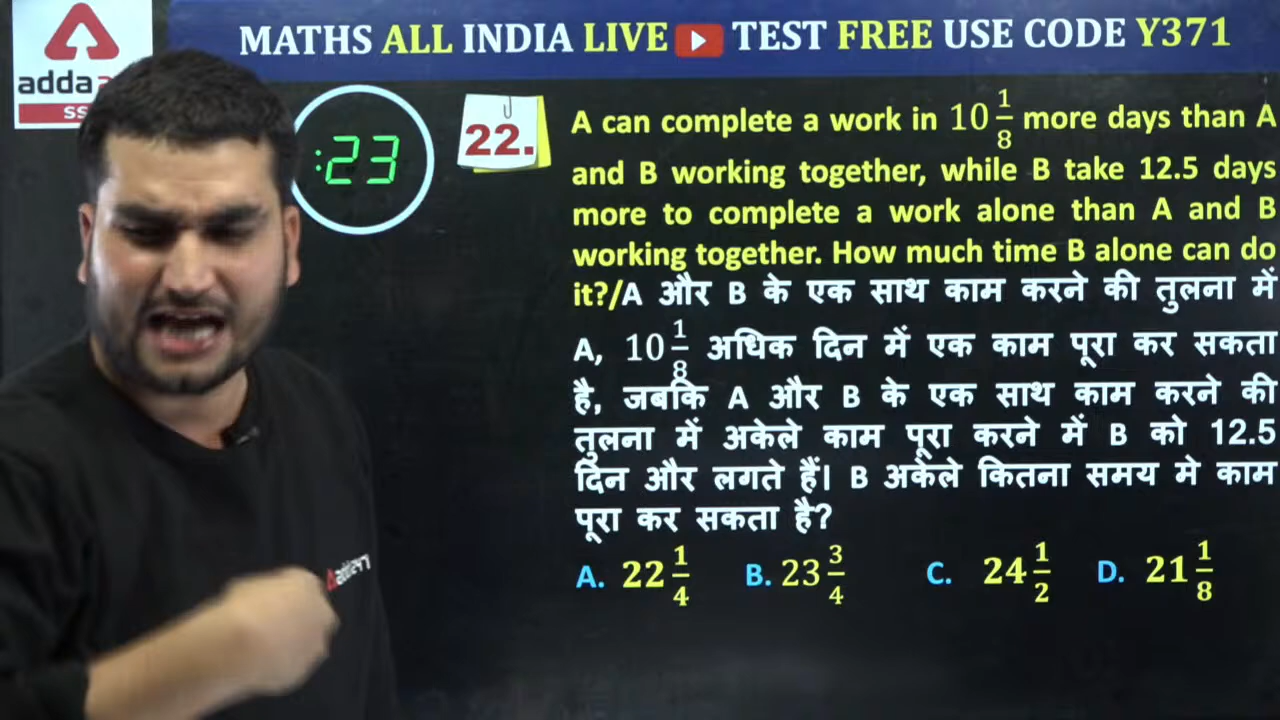 MATHS ALL INDIA LIVE TEST FREE USE CODE Y371
adda
SS
:23
22.
A can complete a work in 10 1/8 more days than A
and B working together, while B take 12.5 days
more to complete a work alone than A and B
working together. How much time B alone can do
it?/A और B के एक साथ काम करने की तुलना में
A, 10 1/8 अधिक दिन में एक काम पूरा कर सकता
है, जबकि A और B के एक साथ काम करने की
तुलना में अकेले काम पूरा करने में B को 12.5
दिन और लगते हैं। B अकेले कितना समय मे काम
पूरा कर सकता है?
A. 22 1/4 B. 23 3/4 C. 24 1/2 D. 21 1/8
adda247